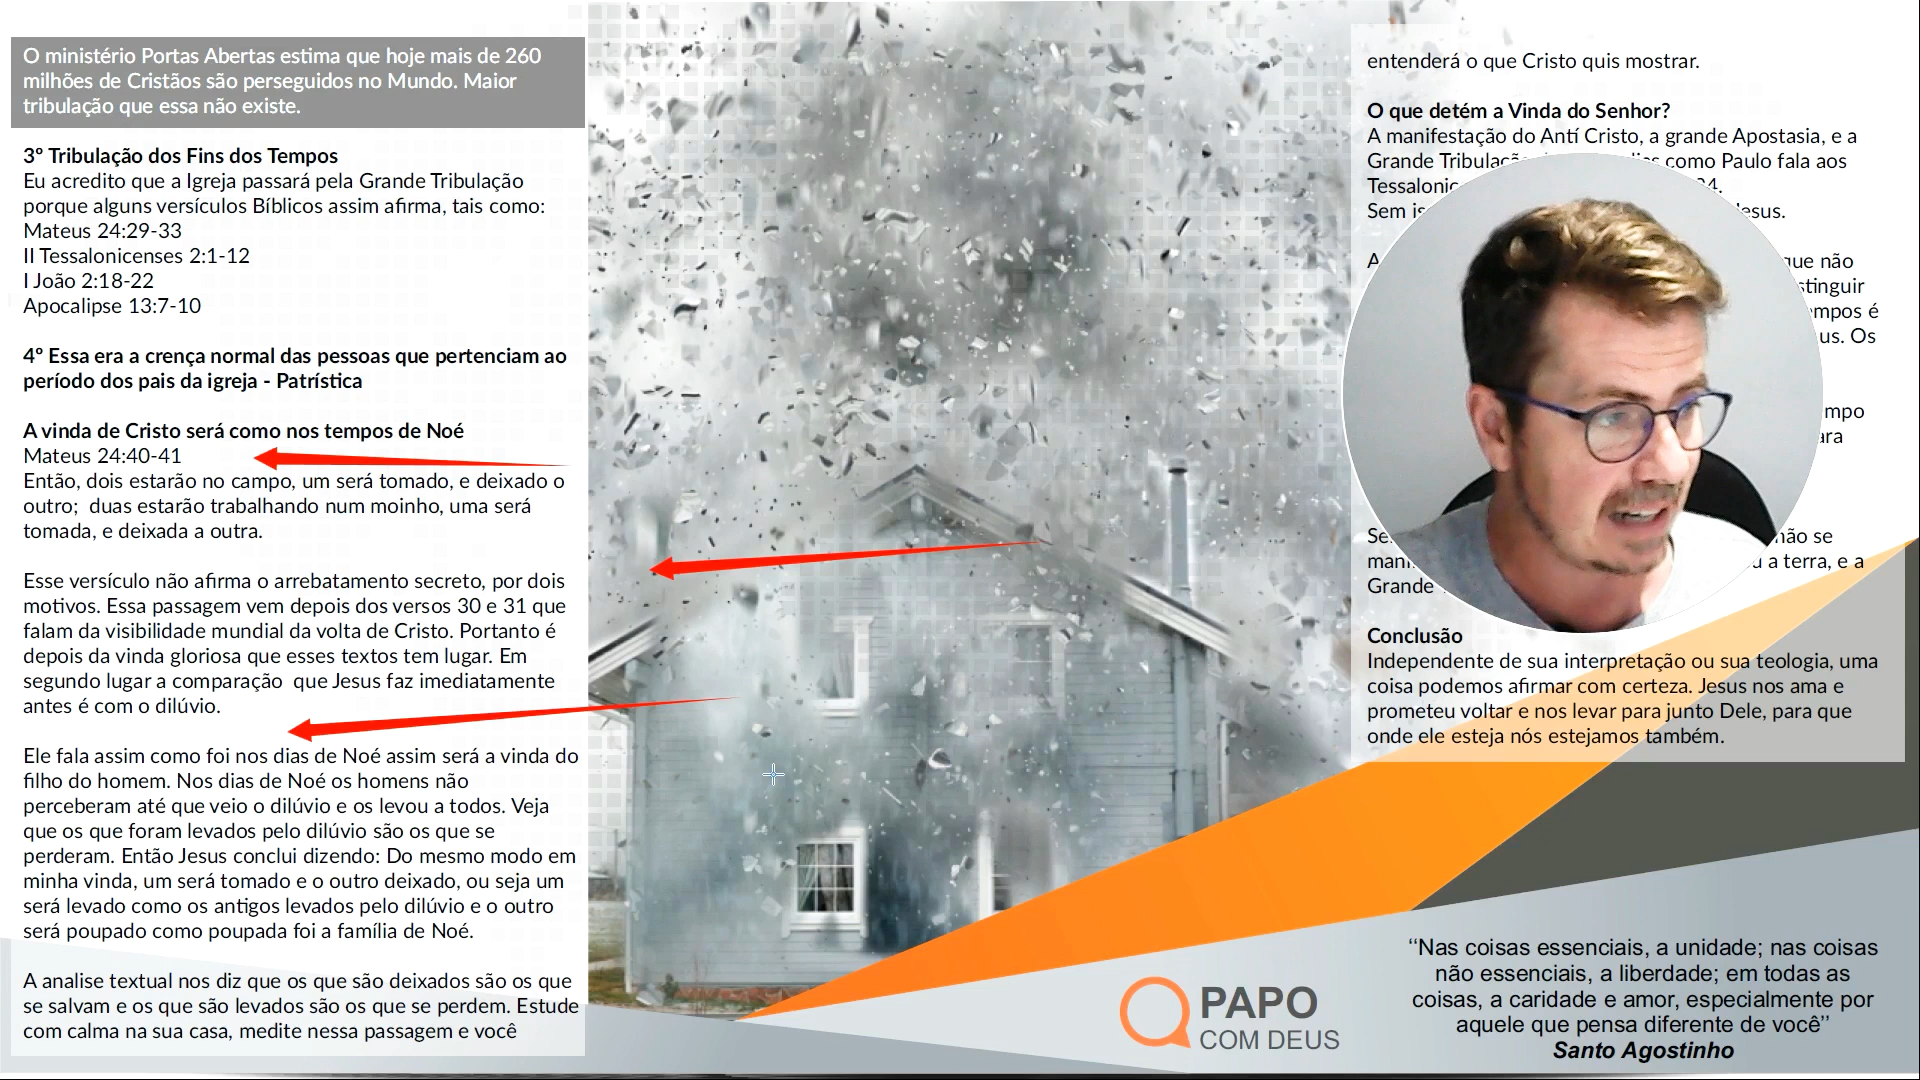 O ministério Portas Abertas estima que hoje mais de 260
milhões de Cristãos são perseguidos no Mundo. Maior
tribulação que essa não existe.
3º Tribulação dos Fins dos Tempos
Eu acredito que a Igreja passará pela Grande Tribulação
porque alguns versículos Bíblicos assim afirma, tais como:
Mateus 24:29-33
II Tessalonicenses 2:1-12
I João 2:18-22
Apocalipse 13:7-10
4º Essa era a crença normal das pessoas que pertenciam ao
período dos pais da igreja - Patrística
A vinda de Cristo será como nos tempos de Noé
Mateus 24:40-41
Então, dois estarão no campo, um será tomado, e deixado o
outro;  duas estarão trabalhando num moinho, uma será
tomada, e deixada a outra.
Esse versículo não afirma o arrebatamento secreto, por dois
motivos. Essa passagem vem depois dos versos 30 e 31 que
falam da visibilidade mundial da volta de Cristo. Portanto é
depois da vinda gloriosa que esses textos tem lugar. Em
segundo lugar a comparação  que Jesus faz imediatamente
antes é com o dilúvio.
Ele fala assim como foi nos dias de Noé assim será a vinda do
filho do homem. Nos dias de Noé os homens não
perceberam até que veio o dilúvio e os levou a todos. Veja
que os que foram levados pelo dilúvio são os que se
perderam. Então Jesus conclui dizendo: Do mesmo modo em
minha vinda, um será tomado e o outro deixado, ou seja um
será levado como os antigos levados pelo dilúvio e o outro
será poupado como poupada foi a família de Noé.
A analise textual nos diz que os que são deixados são os que
se salvam e os que são levados são os que se perdem. Estude
com calma na sua casa, medite nessa passagem e você
entenderá o que Cristo quis mostrar.
O que detém a Vinda do Senhor?
A manifestação do Antí Cristo, a grande Apostasia, e a
Grande como Paulo fala aos
Sem
que não
é
Os
não se
a terra, e a
Grande
Conclusão
Independente de sua interpretação ou sua teologia, uma
coisa podemos afirmar com certeza. Jesus nos ama e
prometeu voltar e nos levar para junto Dele, para que
onde ele esteja nós estejamos também.
PAPO
COM DEUS
‘‘Nas coisas essenciais, a unidade; nas coisas
não essenciais, a liberdade; em todas as
coisas, a caridade e amor, especialmente por
aquele que pensa diferente de você’’
Santo Agostinho